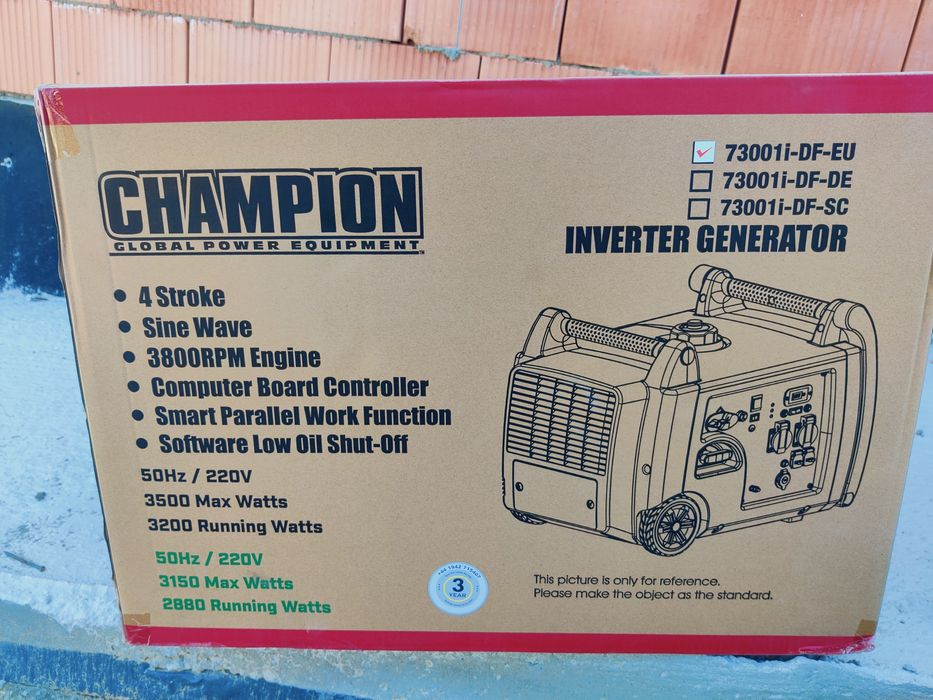 CHAMPION
GLOBAL POWER EQUIPMENT
73001i-DF-EU
73001i-DF-DE
73001i-DF-SC
INVERTER GENERATOR
4 Stroke
Sine Wave
3800RPM Engine
Computer Board Controller
Smart Parallel Work Function
Software Low Oil Shut-Off
50Hz / 220V
3500 Max Watts
3200 Running Watts
50Hz / 220V
3150 Max Watts
2880 Running Watts
3
YEAR
This picture is only for reference.
Please make the object as the standard.